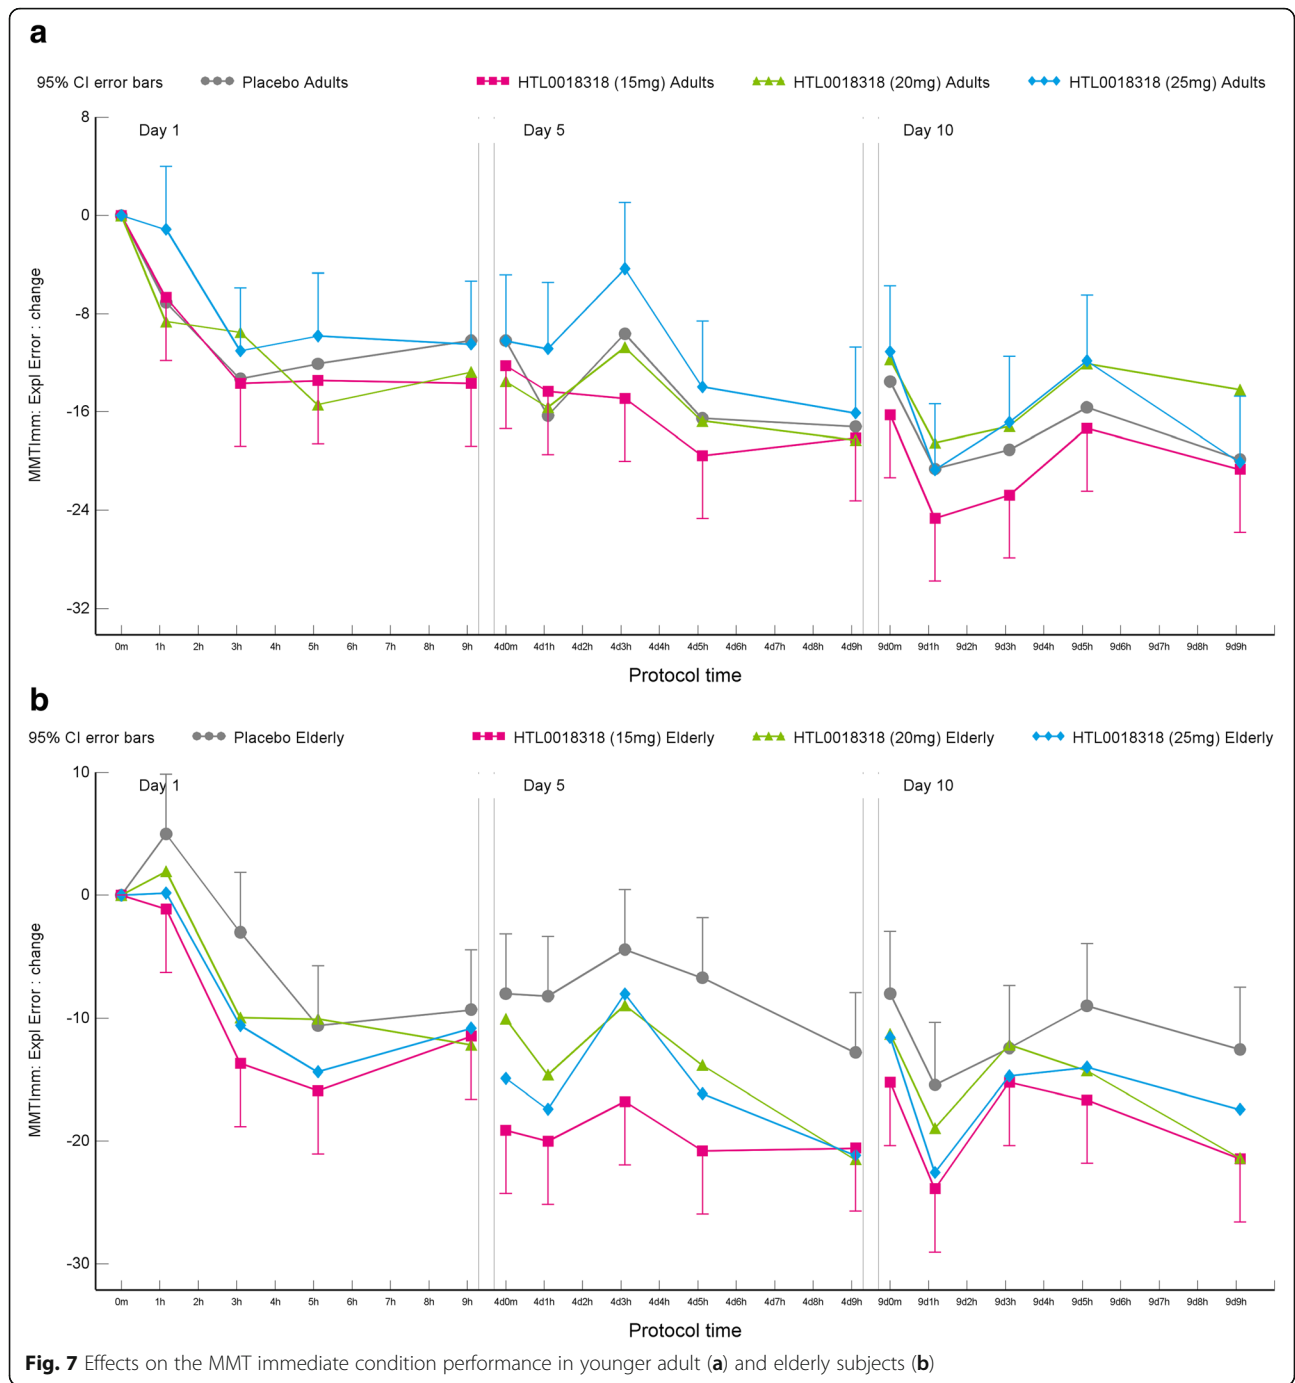 a
95% CI error bars Placebo Adults HTL0018318 (15mg) Adults HTL0018318 (20mg) Adults HTL0018318 (25mg) Adults
8
Day 1 Day 5 Day 10
0
-8
-16
-24
-32
MMTImm: Expl Error : change
0m 1h 2h 3h 4h 5h 6h 7h 8h 9h 4d0m 4d1h 4d2h 4d3h 4d4h 4d5h 4d6h 4d7h 4d8h 4d9h 9d0m 9d1h 9d2h 9d3h 9d4h 9d5h 9d6h 9d7h 9d8h 9d9h
Protocol time
b
95% CI error bars Placebo Elderly HTL0018318 (15mg) Elderly HTL0018318 (20mg) Elderly HTL0018318 (25mg) Elderly
10
Day 1 Day 5 Day 10
0
-10
-20
-30
MMTImm: Expl Error : change
0m 1h 2h 3h 4h 5h 6h 7h 8h 9h 4d0m 4d1h 4d2h 4d3h 4d4h 4d5h 4d6h 4d7h 4d8h 4d9h 9d0m 9d1h 9d2h 9d3h 9d4h 9d5h 9d6h 9d7h 9d8h 9d9h
Protocol time
Fig. 7 Effects on the MMT immediate condition performance in younger adult (a) and elderly subjects (b)